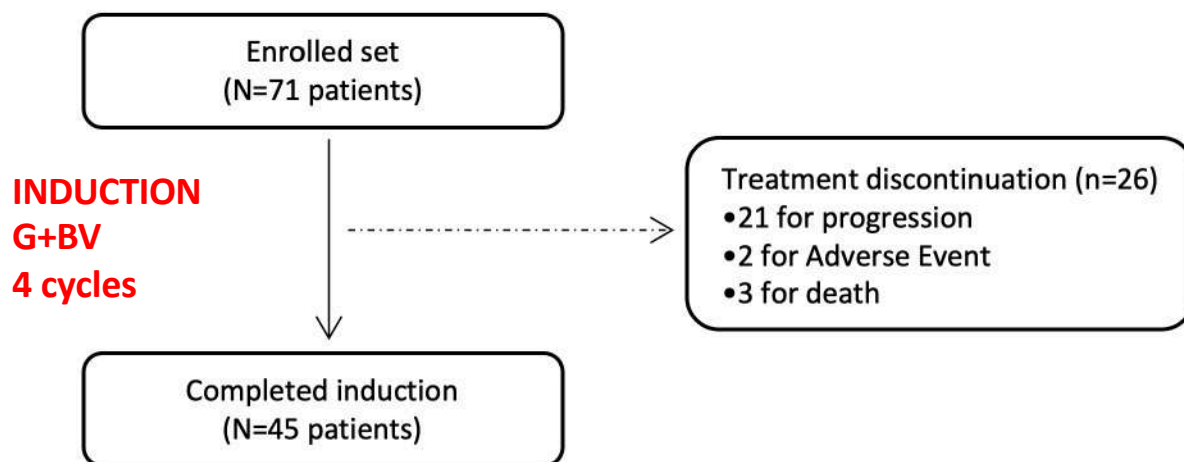 Enrolled set
(N=71 patients)
INDUCTION
G+BV
4 cycles
Treatment discontinuation (n=26)
•21 for progression
•2 for Adverse Event
•3 for death
Completed induction
(N=45 patients)